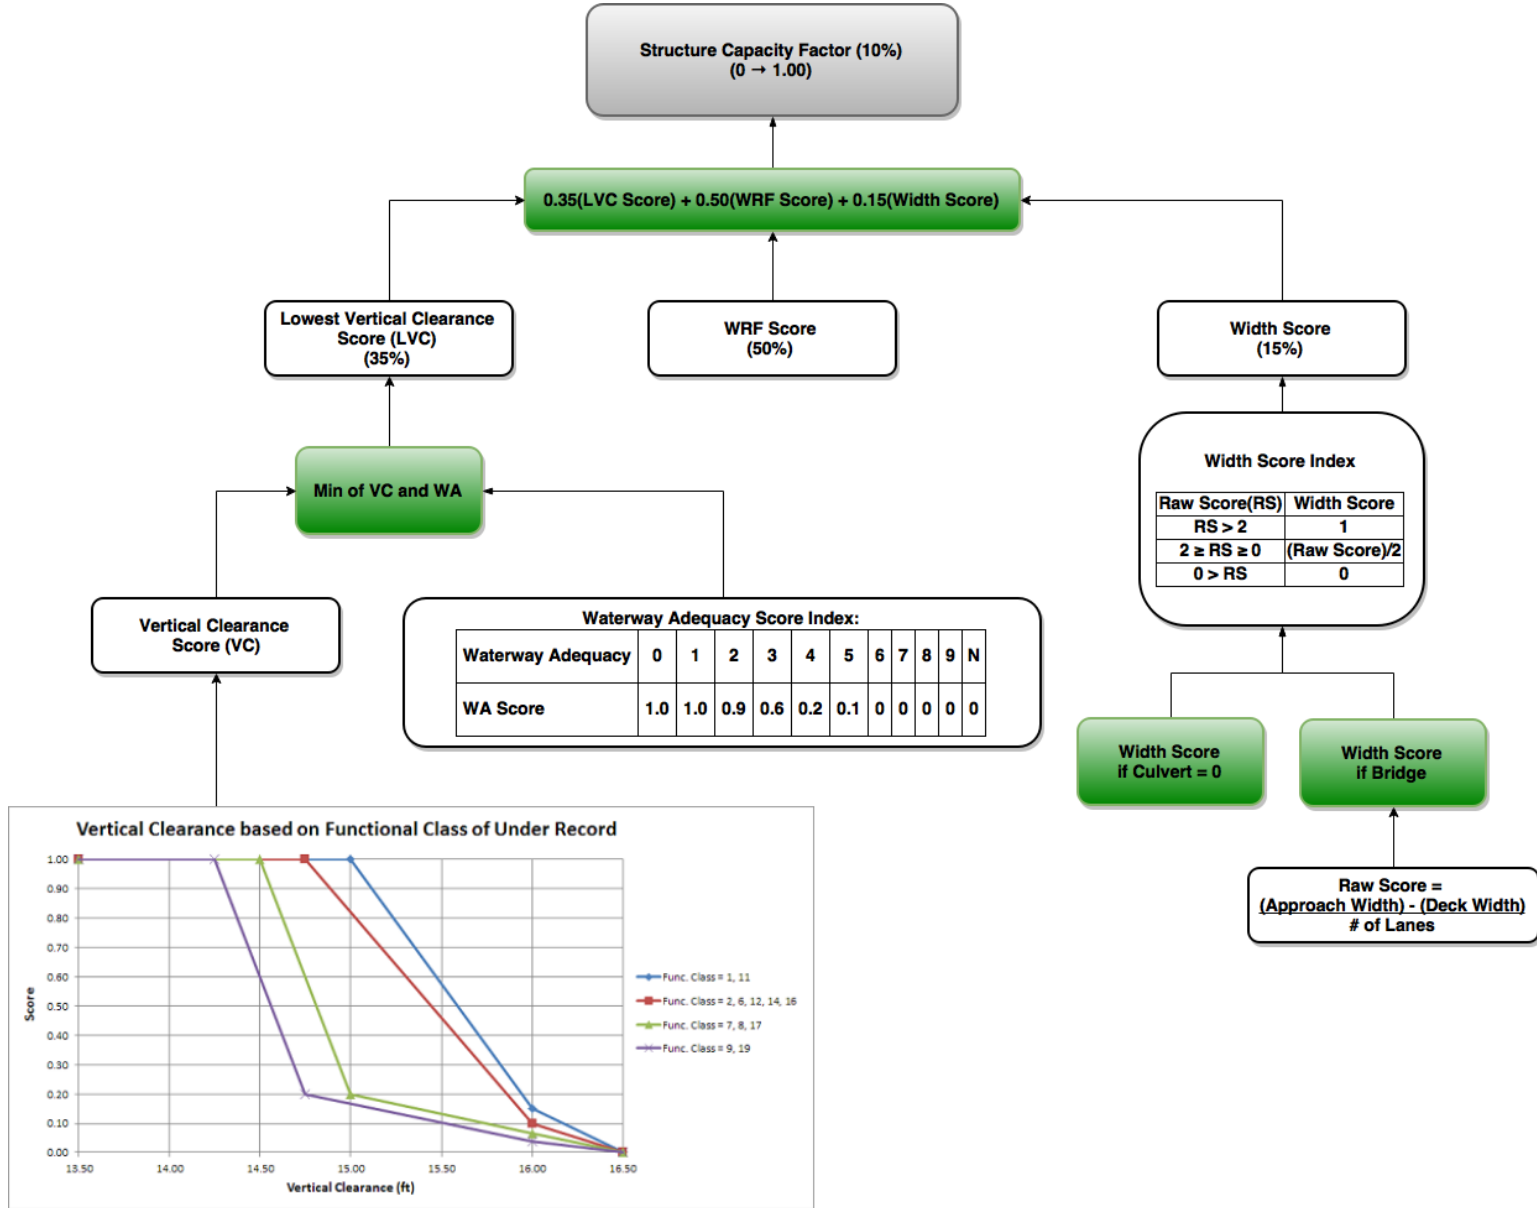 Structure Capacity Factor (10%)
(0 → 1.00)
0.35(LVC Score) + 0.50(WRF Score) + 0.15(Width Score)
Lowest Vertical Clearance
Score (LVC)
(35%)
WRF Score
(50%)
Width Score
(15%)
Min of VC and WA
Width Score Index
Raw Score(RS) Width Score
RS > 2 1
2 ≥ RS ≥ 0 (Raw Score)/2
0 > RS 0
Vertical Clearance
Score (VC)
Waterway Adequacy Score Index:
Waterway Adequacy 0 1 2 3 4 5 6 7 8 9 N
WA Score 1.0 1.0 0.9 0.6 0.2 0.1 0 0 0 0 0
Width Score
if Culvert = 0
Width Score
if Bridge
Raw Score =
(Approach Width) - (Deck Width)
# of Lanes
Vertical Clearance based on Functional Class of Under Record
1.00
0.90
0.80
0.70
0.60
0.50
0.40
0.30
0.20
0.10
0.00
Score
13.50 14.00 14.50 15.00 15.50 16.00 16.50
Vertical Clearance (ft)
Func. Class = 1, 11
Func. Class = 2, 6, 12, 14, 16
Func. Class = 7, 8, 17
Func. Class = 9, 19